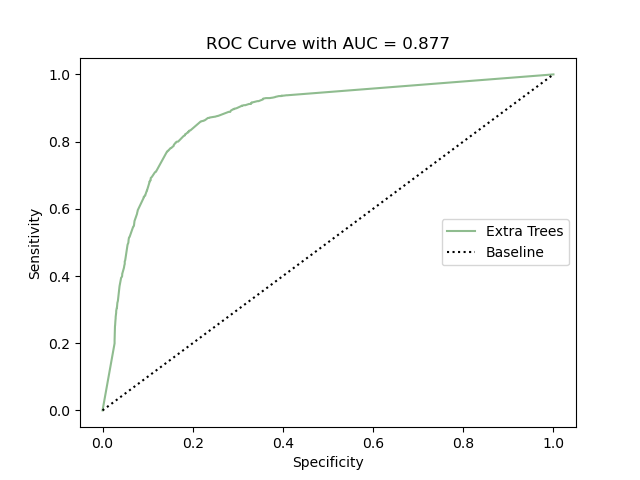 ROC Curve with AUC = 0.877
1.0
0.8
0.6
0.4
0.2
0.0
Sensitivity
Extra Trees
Baseline
0.0 0.2 0.4 0.6 0.8 1.0
Specificity